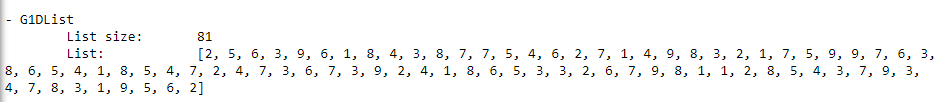 - G1DList
List size: 81
List: [2, 5, 6, 3, 9, 6, 1, 8, 4, 3, 8, 7, 7, 5, 4, 6, 2, 7, 1, 4, 9, 8, 3, 2, 1, 7, 5, 9, 9, 7, 6, 3,
8, 6, 5, 4, 1, 8, 5, 4, 7, 2, 4, 7, 3, 6, 7, 3, 9, 2, 4, 1, 8, 6, 5, 3, 3, 2, 6, 7, 9, 8, 1, 1, 2, 8, 5, 4, 3, 7, 9, 3,
4, 7, 8, 3, 1, 9, 5, 6, 2]